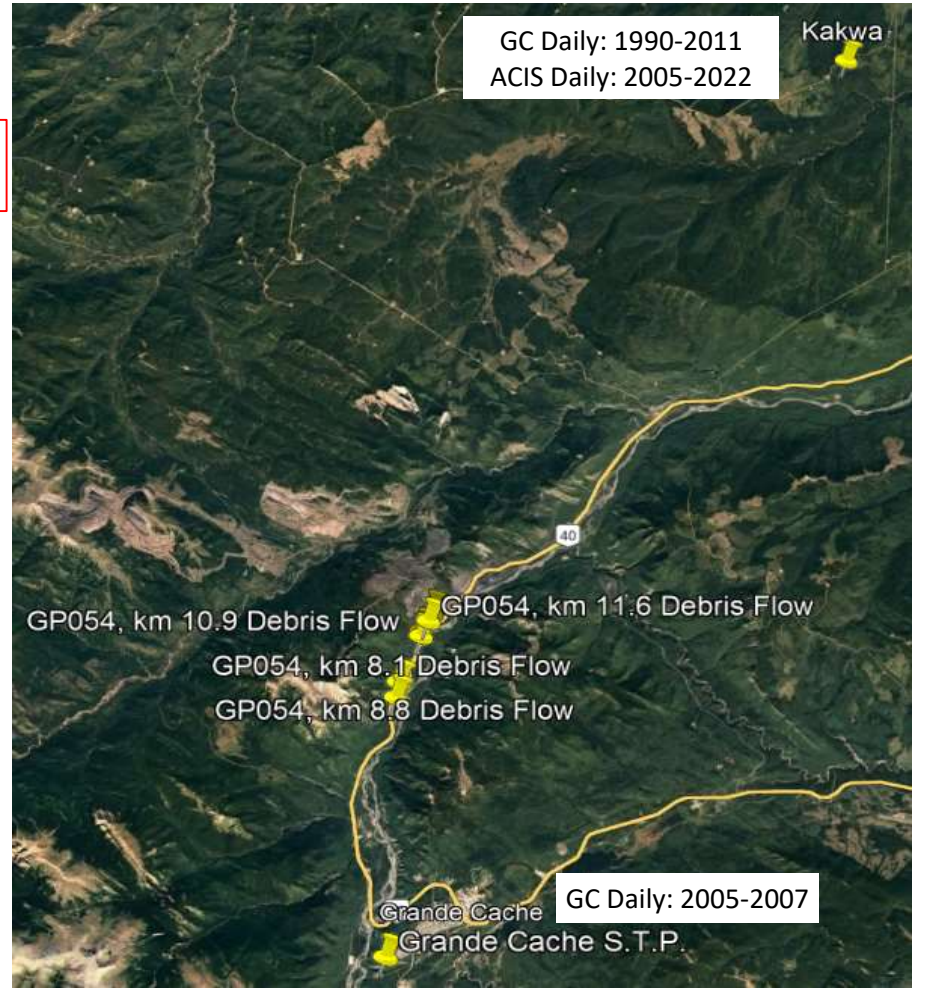 GC Daily: 1990-2011
ACIS Daily: 2005-2022
Kakwa
40
GP054, km 11.6 Debris Flow
GP054, km 10.9 Debris Flow
GP054, km 8.1 Debris Flow
GP054, km 8.8 Debris Flow
GC Daily: 2005-2007
Grande Cache
Grande Cache S.T.P.